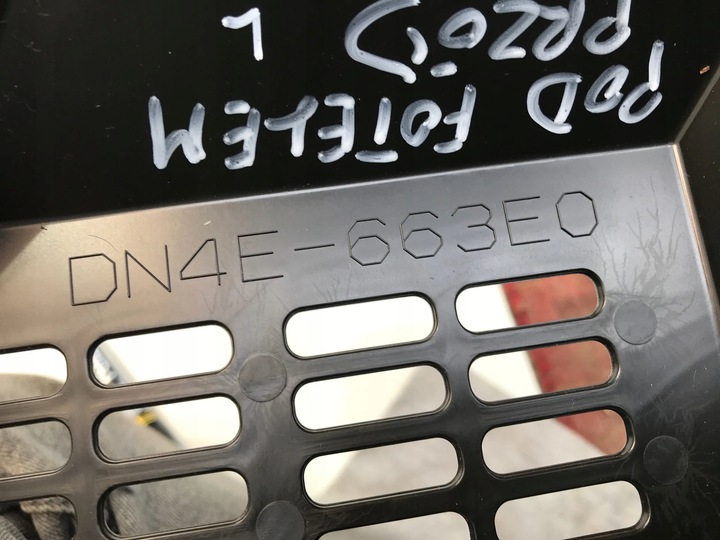 POD FOTELEM
PRZÓD L
DN4E-663E0